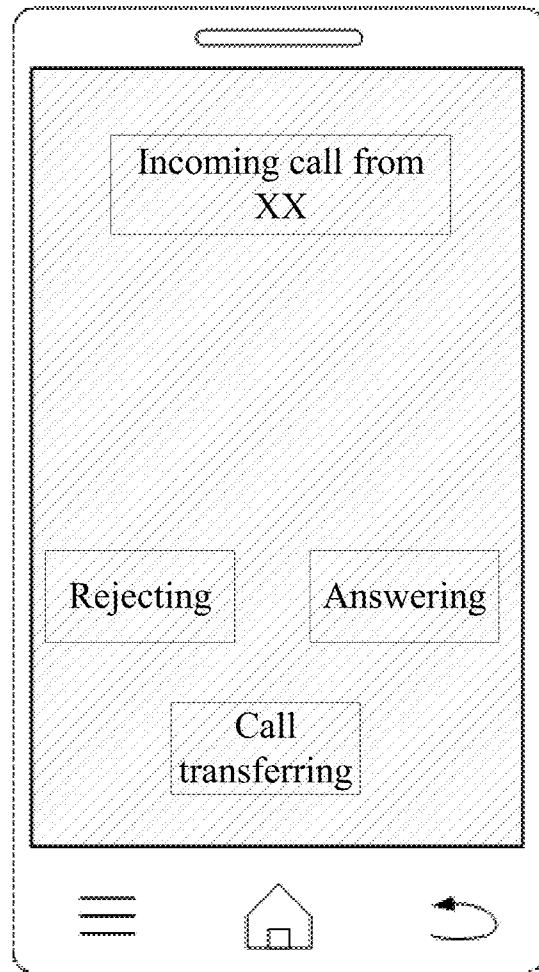 Incoming call from
XX
Rejecting
Answering
Call
transferring